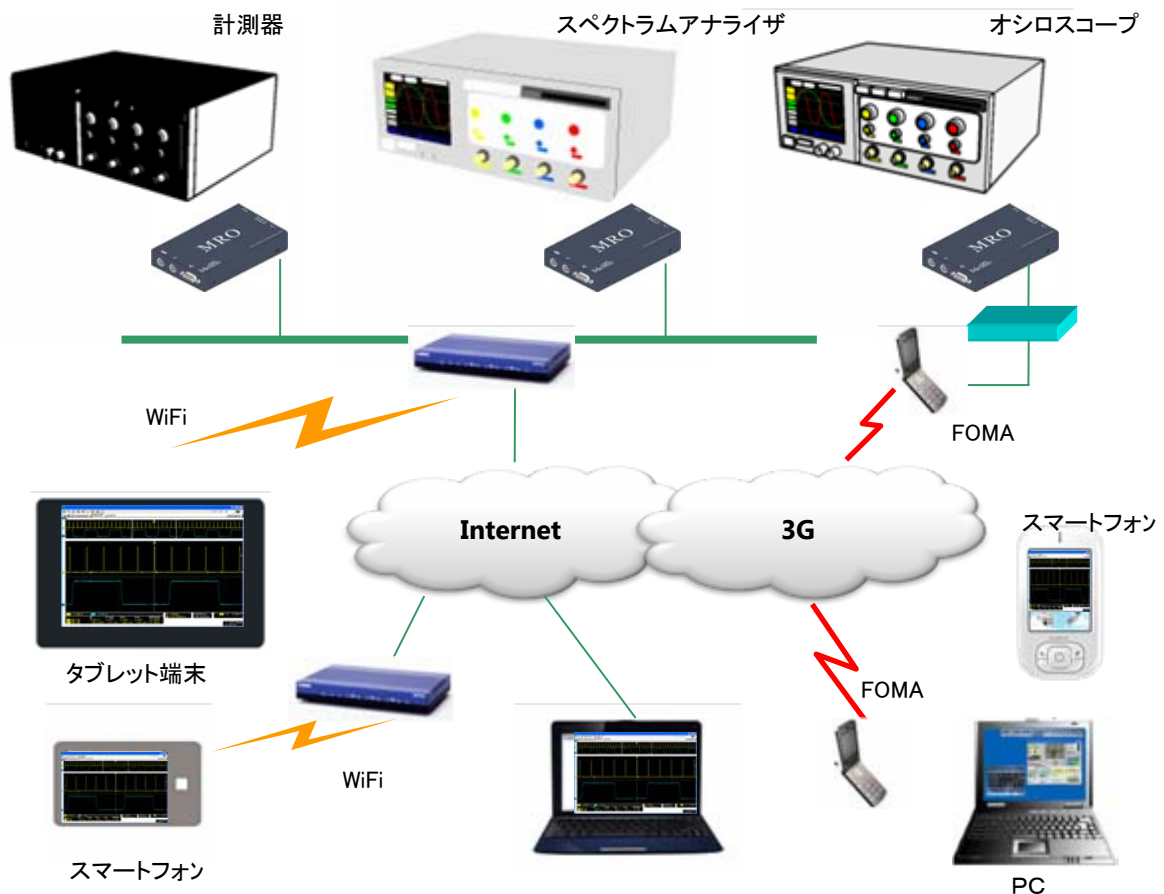 計測器
スペクトラムアナライザ
オシロスコープ
MRO
MRO
MRO
WiFi
FOMA
Internet
3G
スマートフォン
タブレット端末
FOMA
WiFi
スマートフォン
PC